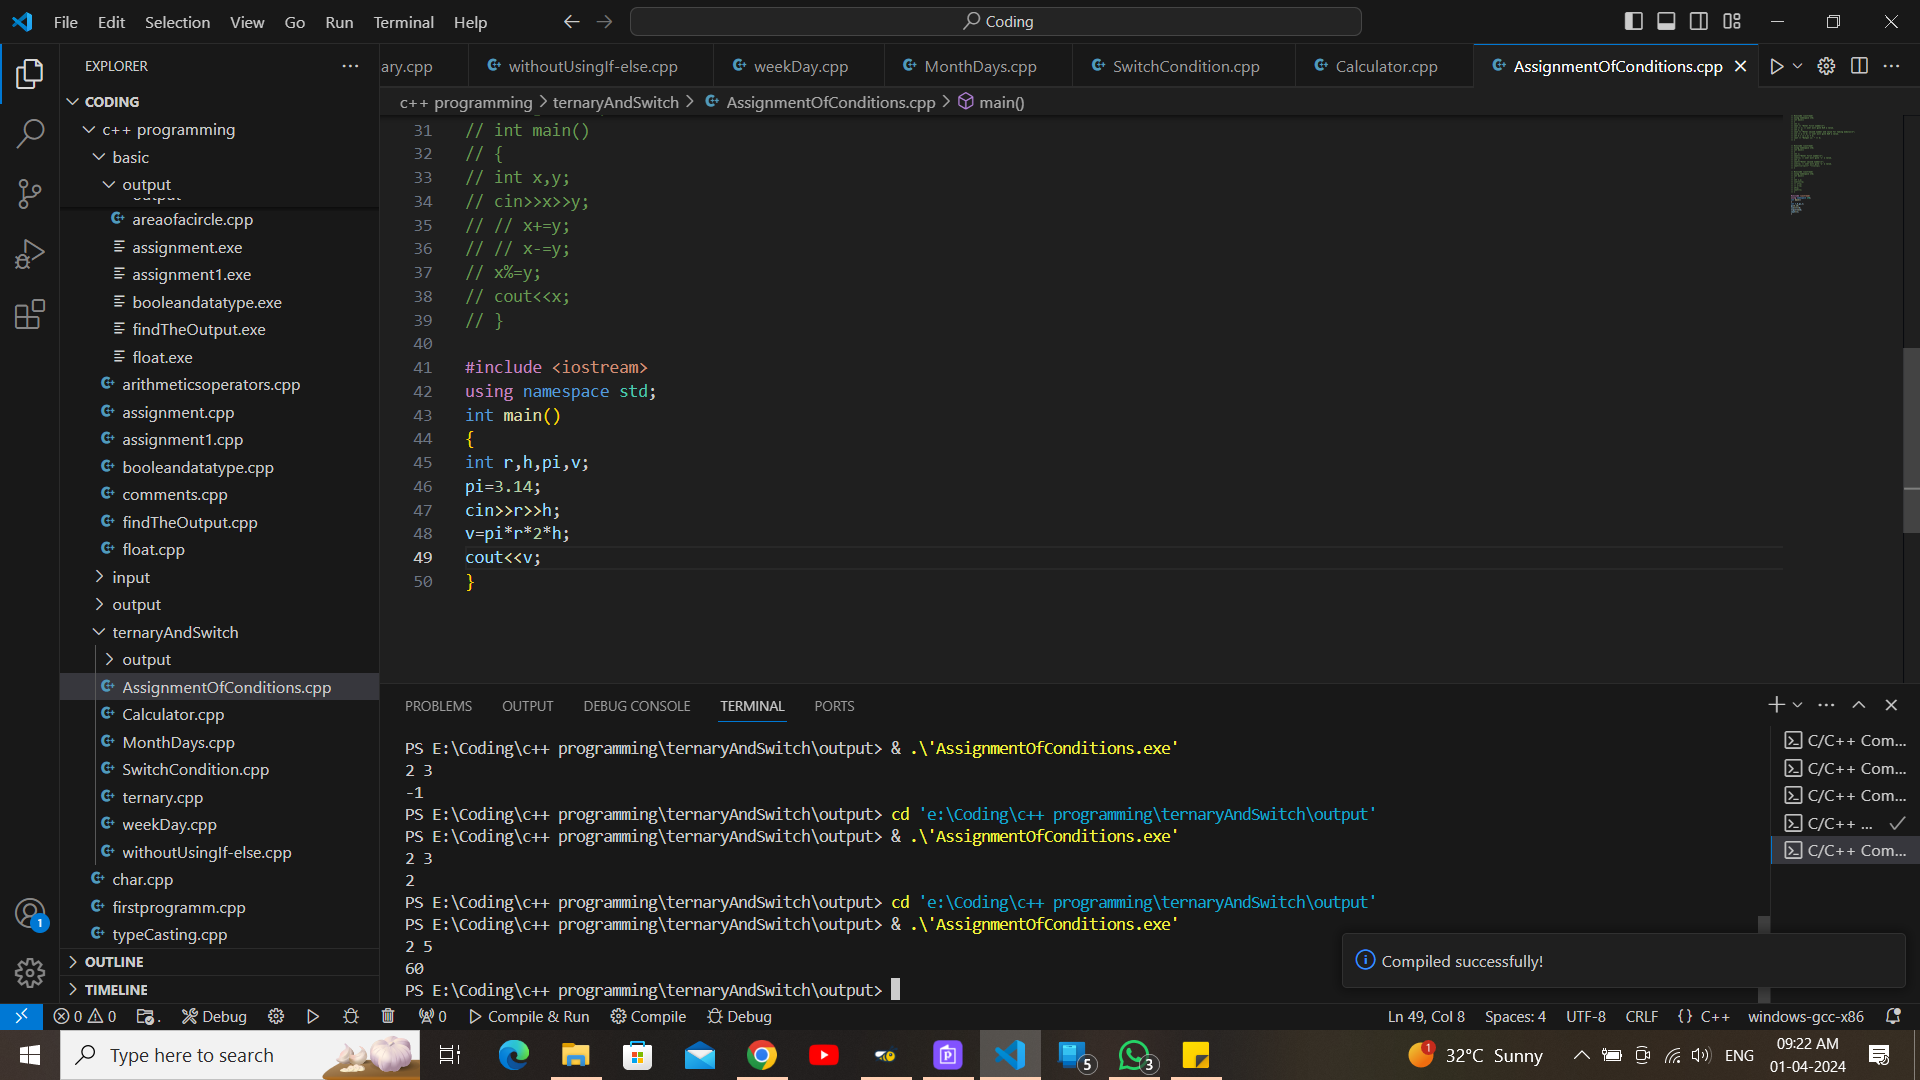 File Edit Selection View Go Run Terminal Help
Coding
EXPLORER
CODING
c++ programming
basic
output
output
areaofacircle.cpp
assignment.exe
assignment1.exe
booleandatatype.exe
findTheOutput.exe
float.exe
arithmeticsoperators.cpp
assignment.cpp
assignment1.cpp
booleandatatype.cpp
comments.cpp
findTheOutput.cpp
float.cpp
input
output
ternaryAndSwitch
output
AssignmentOfConditions.cpp
Calculator.cpp
MonthDays.cpp
SwitchCondition.cpp
ternary.cpp
weekDay.cpp
withoutUsingIf-else.cpp
char.cpp
firstprogramm.cpp
typeCasting.cpp
OUTLINE
TIMELINE
ary.cpp withoutUsingIf-else.cpp weekDay.cpp MonthDays.cpp SwitchCondition.cpp Calculator.cpp AssignmentOfConditions.cpp
c++ programming > ternaryAndSwitch > AssignmentOfConditions.cpp > main()
31 // int main()
32 // {
33 // int x,y;
34 // cin>>x>>y;
35 // // x+=y;
36 // // x-=y;
37 // x%=y;
38 // cout<<x;
39 // }
40
41 #include <iostream>
42 using namespace std;
43 int main()
44 {
45 int r,h,pi,v;
46 pi=3.14;
47 cin>>r>>h;
48 v=pi*r*2*h;
49 cout<<v;
50 }
PROBLEMS OUTPUT DEBUG CONSOLE TERMINAL PORTS
PS E:\Coding\c++ programming\ternaryAndSwitch\output> & .\'AssignmentOfConditions.exe'
2 3
-1
PS E:\Coding\c++ programming\ternaryAndSwitch\output> cd 'e:\Coding\c++ programming\ternaryAndSwitch\output'
PS E:\Coding\c++ programming\ternaryAndSwitch\output> & .\'AssignmentOfConditions.exe'
2 3
2
PS E:\Coding\c++ programming\ternaryAndSwitch\output> cd 'e:\Coding\c++ programming\ternaryAndSwitch\output'
PS E:\Coding\c++ programming\ternaryAndSwitch\output> & .\'AssignmentOfConditions.exe'
2 5
60
PS E:\Coding\c++ programming\ternaryAndSwitch\output>
C/C++ Com...
C/C++ Com...
C/C++ Com...
C/C++ ...
C/C++ Com...
Compiled successfully!
1
0 0 . Debug 0 Compile & Run Compile Debug
Ln 49, Col 8 Spaces: 4 UTF-8 CRLF {} C++ windows-gcc-x86
Type here to search
5
3
1
32°C Sunny
ENG
09:22 AM
01-04-2024